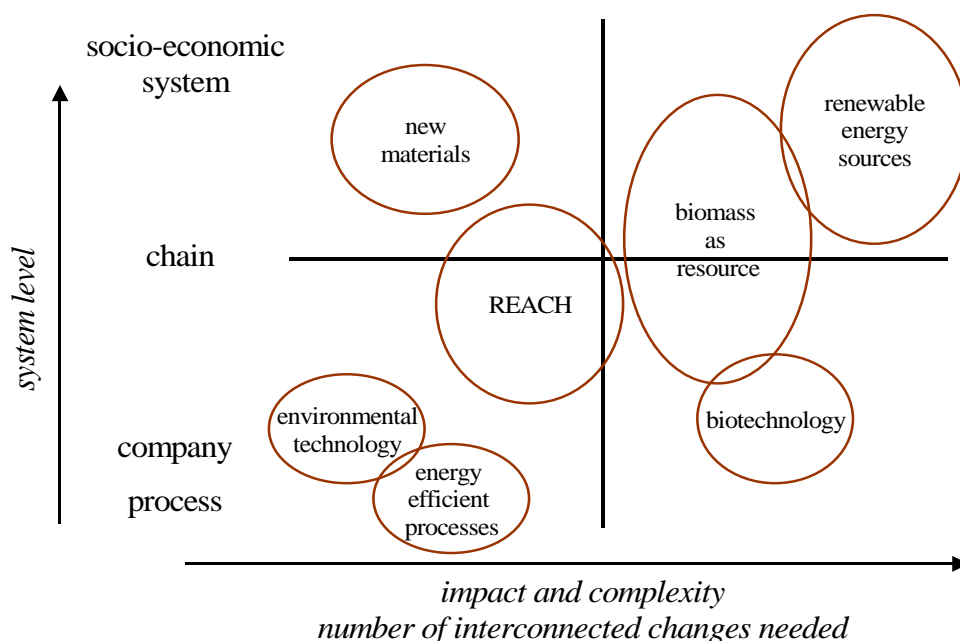 socio-economic
system
new
materials
renewable
energy
sources
biomass
as
resource
chain
REACH
system level
environmental
technology
biotechnology
company
energy
efficient
processes
process
impact and complexity
number of interconnected changes needed